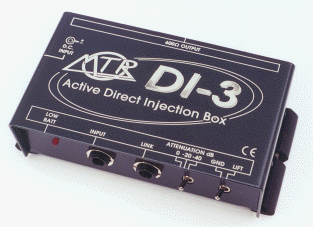 600Ω OUTPUT
D.C.
INPUT
MTR DI-3
Active Direct Injection Box
LOW
BATT
INPUT
LINK
ATTENUATION dB
0 -20 -40
GND LIFT
CE